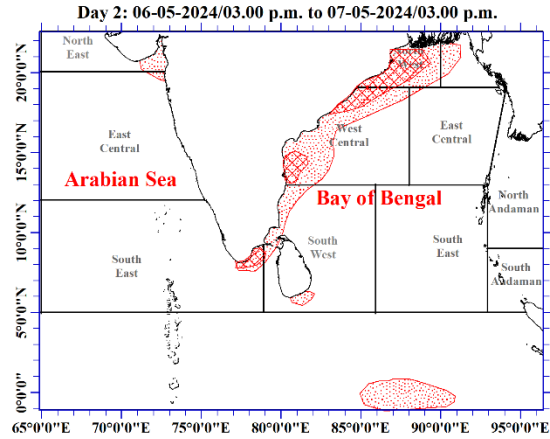 Day 2: 06-05-2024/03.00 p.m. to 07-05-2024/03.00 p.m.
North
East
20°0'0"N
East
Central
West
Central
East
Central
15°0'0"N
Arabian Sea
Bay of Bengal
North
Andaman
10°0'0"N
South
East
South
West
South
East
South
Andaman
5°0'0"N
0°0'0"
65°0'0"E
70°0'0"E
75°0'0"E
80°0'0"E
85°0'0"E
90°0'0"E
95°0'0"E